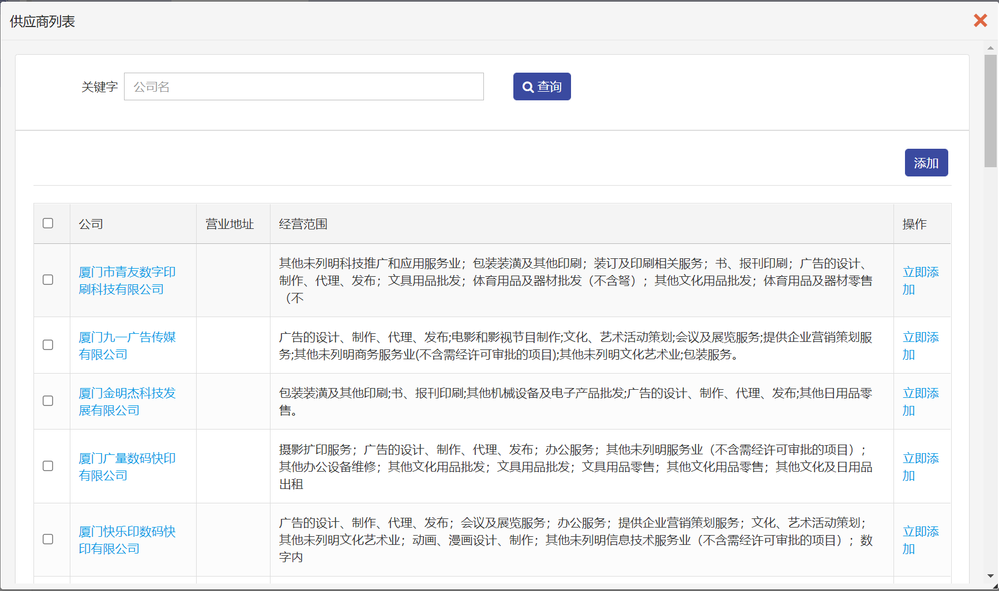 供应商列表
关键字
公司名
查询
添加
公司
营业地址
经营范围
操作
厦门市青友数字印
刷科技有限公司
其他未列明科技推广和应用服务业；包装装潢及其他印刷；装订及印刷相关服务；书、报刊印刷；广告的设计、
制作、代理、发布；文具用品批发；体育用品及器材批发（不含弩）；其他文化用品批发；体育用品及器材零售
（不
立即添
加
厦门九一广告传媒
有限公司
广告的设计、制作、代理、发布;电影和影视节目制作;文化、艺术活动策划;会议及展览服务;提供企业营销策划服
务;其他未列明商务服务业(不含需经许可审批的项目);其他未列明文化艺术业;包装服务。
立即添
加
厦门金明杰科技发
展有限公司
包装装潢及其他印刷;书、报刊印刷;其他机械设备及电子产品批发;广告的设计、制作、代理、发布;其他日用品零
售。
立即添
加
厦门广量数码快印
有限公司
摄影扩印服务；广告的设计、制作、代理、发布；办公服务；其他未列明服务业（不含需经许可审批的项目）；
其他办公设备维修；其他文化用品批发；文具用品批发；文具用品零售；其他文化用品零售；其他文化及日用品
出租
立即添
加
厦门快乐印数码快
印有限公司
广告的设计、制作、代理、发布；会议及展览服务；办公服务；提供企业营销策划服务；文化、艺术活动策划；
其他未列明文化艺术业；动画、漫画设计、制作；其他未列明信息技术服务业（不含需经许可审批的项目）；数
字内
立即添
加